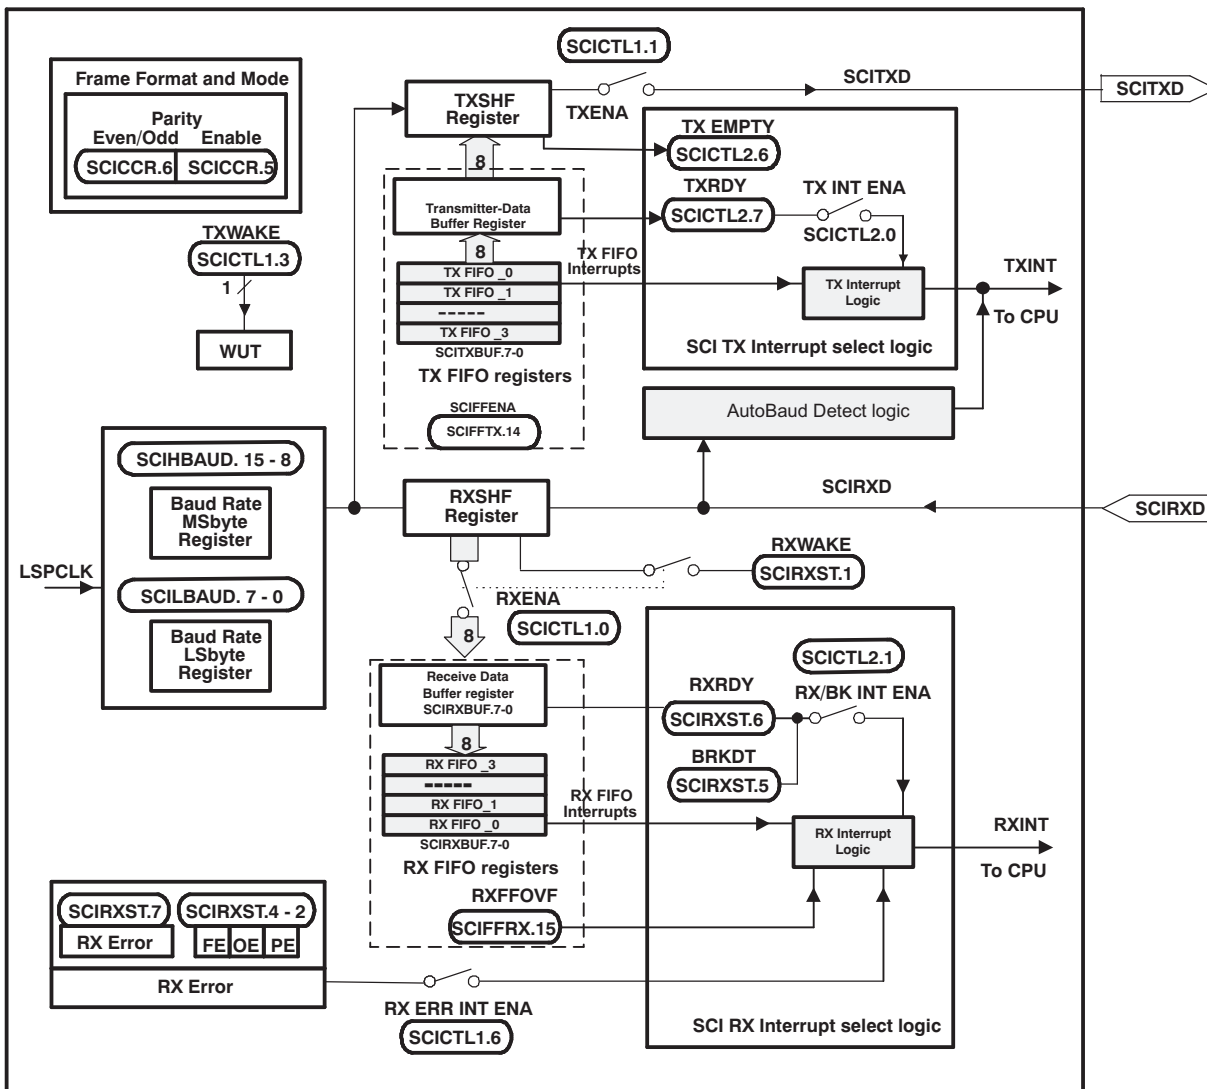 SCICTL1.1
Frame Format and Mode
Parity
Even/Odd Enable
SCICCR.6 SCICCR.5
TXSHF
Register
TXENA
SCITXD
SCITXD
8
TX EMPTY
SCICTL2.6
TXRDY
SCICTL2.7
TX INT ENA
SCICTL2.0
Transmitter-Data
Buffer Register
8
TX FIFO
Interrupts
TX FIFO _0
TX FIFO _1
-----
TX FIFO _3
SCITXBUF.7-0
TX FIFO registers
SCIFFENA
SCIFFTX.14
TX Interrupt
Logic
TXINT
To CPU
SCI TX Interrupt select logic
TXWAKE
SCICTL1.3
1
WUT
AutoBaud Detect logic
SCIHBAUD. 15 - 8
Baud Rate
MSbyte
Register
LSPCLK
SCILBAUD. 7 - 0
Baud Rate
LSbyte
Register
RXSHF
Register
SCIRXD
SCIRXD
RXWAKE
SCIRXST.1
RXENA
SCICTL1.0
8
SCICTL2.1
RX/BK INT ENA
RXRDY
SCIRXST.6
BRKDT
SCIRXST.5
Receive Data
Buffer register
SCIRXBUF.7-0
8
RX FIFO _3
-----
RX FIFO_1
RX FIFO _0
SCIRXBUF.7-0
RX FIFO registers
RX FIFO
Interrupts
RX Interrupt
Logic
RXINT
To CPU
RXFFOVF
SCIFFRX.15
SCIRXST.7 SCIRXST.4 - 2
RX Error FE OE PE
RX Error
RX ERR INT ENA
SCICTL1.6
SCI RX Interrupt select logic